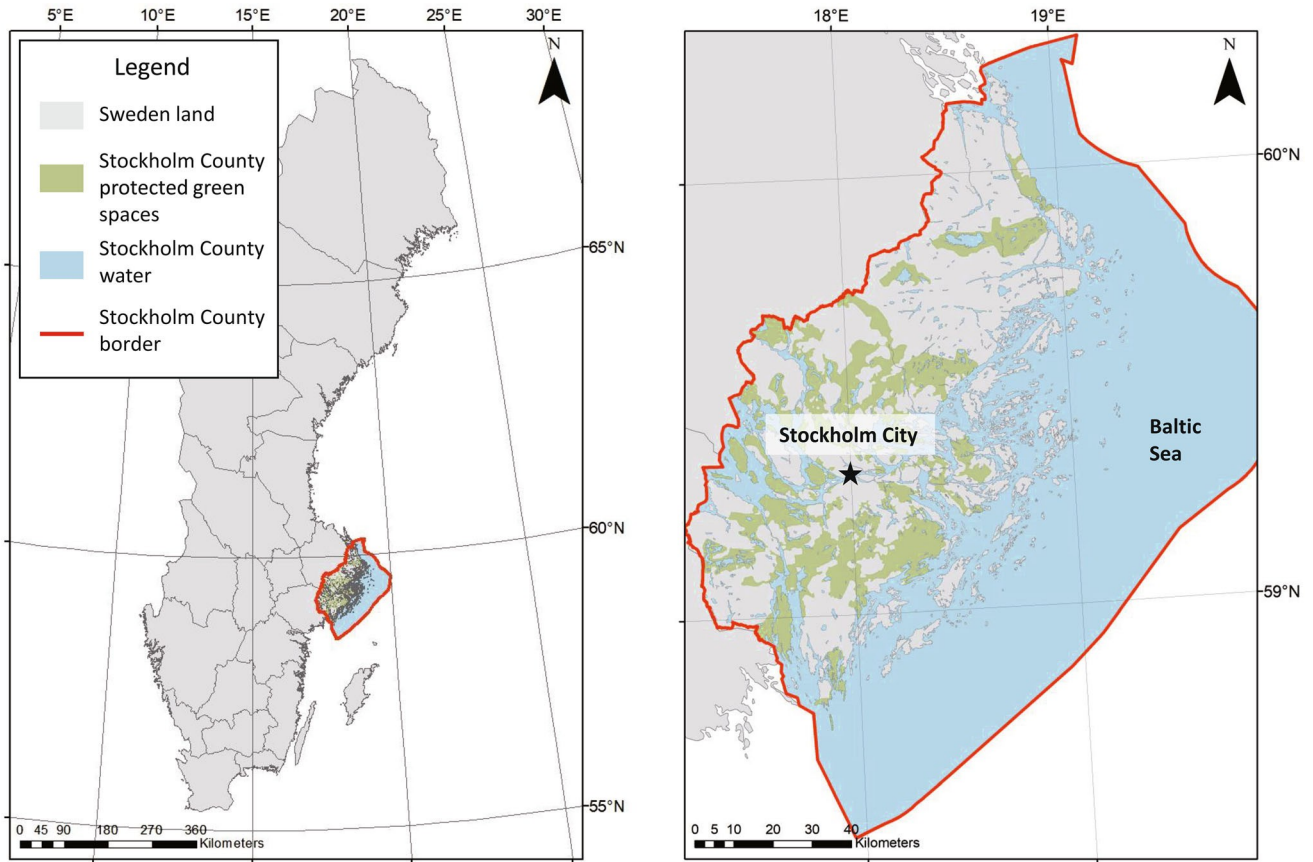 5°E 10°E 15°E 20°E 25°E 30°E
N
Legend
Sweden land
Stockholm County
protected green
spaces
Stockholm County
water
Stockholm County
border
65°N
60°N
55°N
0 45 90 180 270 360
Kilometers
18°E 19°E
N
60°N
Stockholm City
Baltic
Sea
59°N
0 5 10 20 30 40
Kilometers